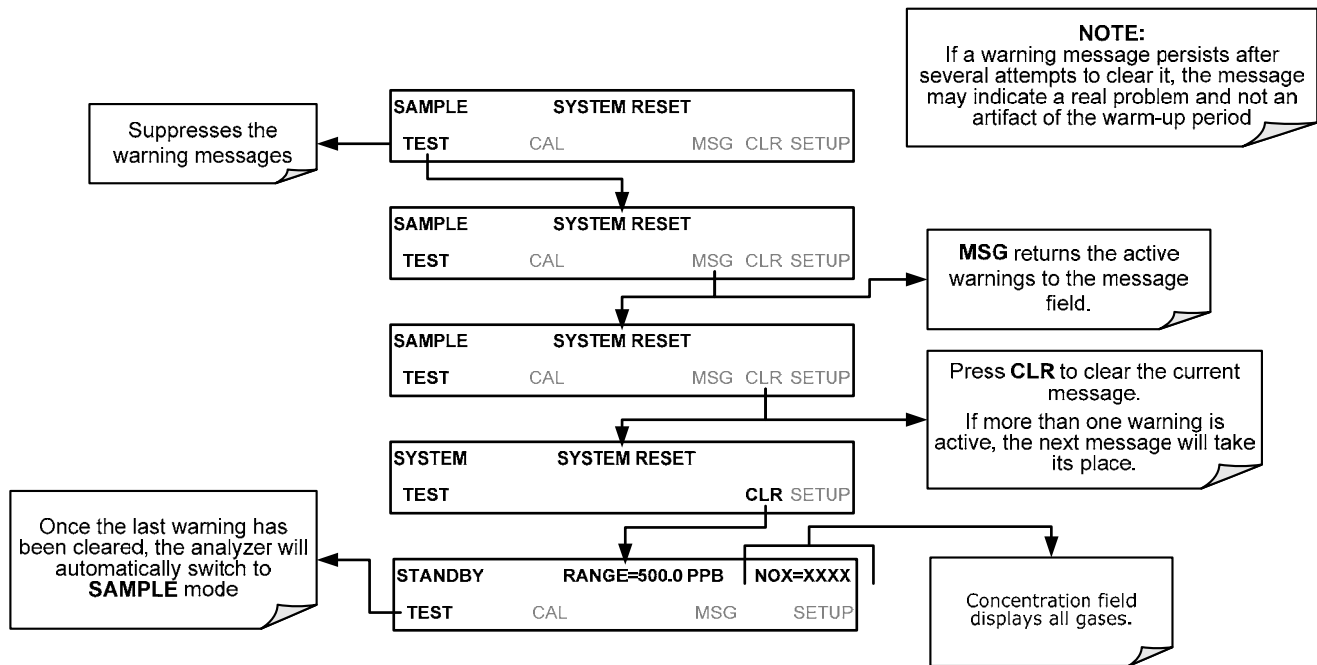 NOTE:
If a warning message persists after
several attempts to clear it, the message
may indicate a real problem and not an
artifact of the warm-up period
Suppresses the
warning messages
SAMPLE SYSTEM RESET
TEST CAL MSG CLR SETUP
SAMPLE SYSTEM RESET
TEST CAL MSG CLR SETUP
MSG returns the active
warnings to the message
field.
SAMPLE SYSTEM RESET
TEST CAL MSG CLR SETUP
Press CLR to clear the current
message.
If more than one warning is
active, the next message will take
its place.
SYSTEM SYSTEM RESET
TEST CLR SETUP
Once the last warning has
been cleared, the analyzer will
automatically switch to
SAMPLE mode
STANDBY RANGE=500.0 PPB NOX=XXXX
TEST CAL MSG SETUP
Concentration field
displays all gases.